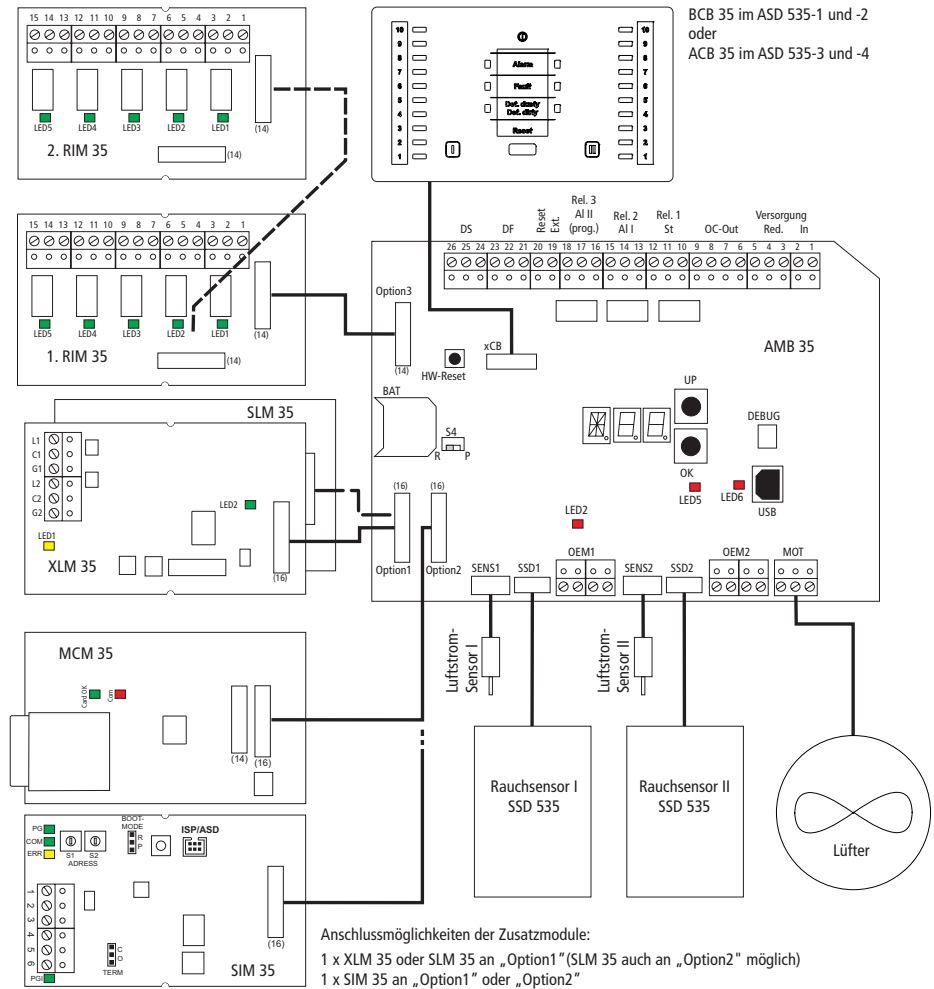 BCB 35 im ASD 535-1 und -2
oder
ACB 35 im ASD 535-3 und -4
10
9
8
7
6
5
4
3
2
1
Alarm
Fault
Det. dusty
Det. dirty
Reset
10
9
8
7
6
5
4
3
2
1
15 14 13 12 11 10 9 8 7 6 5 4 3 2 1
LED5 LED4 LED3 LED2 LED1 (14)
2. RIM 35 (14)
15 14 13 12 11 10 9 8 7 6 5 4 3 2 1
LED5 LED4 LED3 LED2 LED1 (14)
1. RIM 35 (14)
DS DF Reset Ext. Rel. 3 Al II (prog.) Rel. 2 Al I Rel. 1 St OC-Out Versorgung Red. In
26 25 24 23 22 21 20 19 18 17 16 15 14 13 12 11 10 9 8 7 6 5 4 3 2 1
Option3
(14)
HW-Reset
xCB
AMB 35
BAT
S4
R P
UP
OK
DEBUG
LED5
LED6
USB
LED2
(16) (16)
Option1 Option2
SENS1 SSD1 OEM1 SENS2 SSD2 OEM2 MOT
SLM 35
L1
C1
G1
L2
C2
G2
LED2
LED1
XLM 35
(16)
MCM 35
Card OK
Com
(14) (16)
Luftstrom-
Sensor I
Luftstrom-
Sensor II
Rauchsensor I
SSD 535
Rauchsensor II
SSD 535
Lüfter
PG
COM
ERR
S1 S2
ADRESS
BOOT-
MODE
R
P
ISP/ASD
1
2
3
4
5
6
C
O
TERM
PGI
(16)
SIM 35
Anschlussmöglichkeiten der Zusatzmodule:
1 x XLM 35 oder SLM 35 an „Option1" (SLM 35 auch an „Option2" möglich)
1 x SIM 35 an „Option1" oder „Option2"